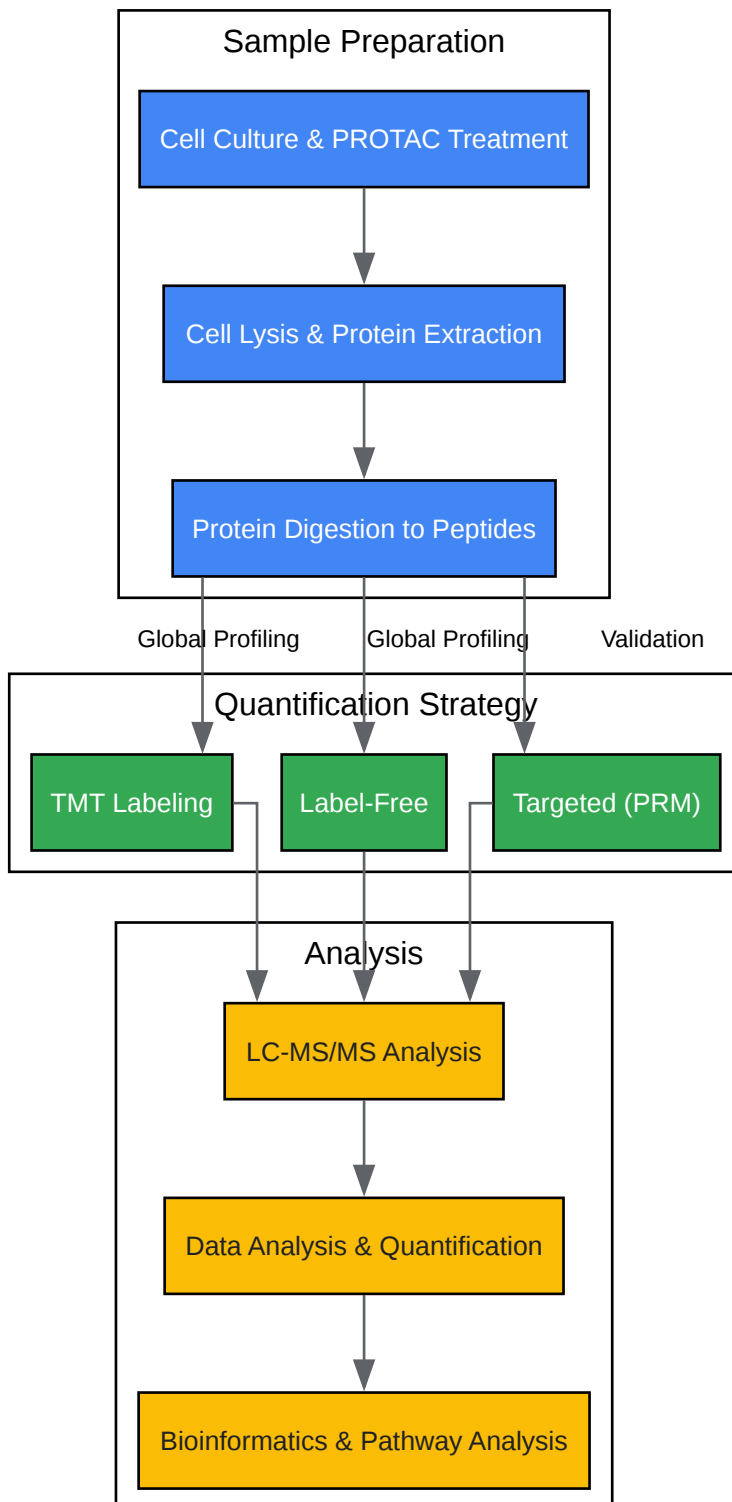 Sample Preparation
Cell Culture & PROTAC Treatment
Cell Lysis & Protein Extraction
Protein Digestion to Peptides
Global Profiling
Global Profiling
Validation
Quantification Strategy
TMT Labeling
Label-Free
Targeted (PRM)
Analysis
LC-MS/MS Analysis
Data Analysis & Quantification
Bioinformatics & Pathway Analysis